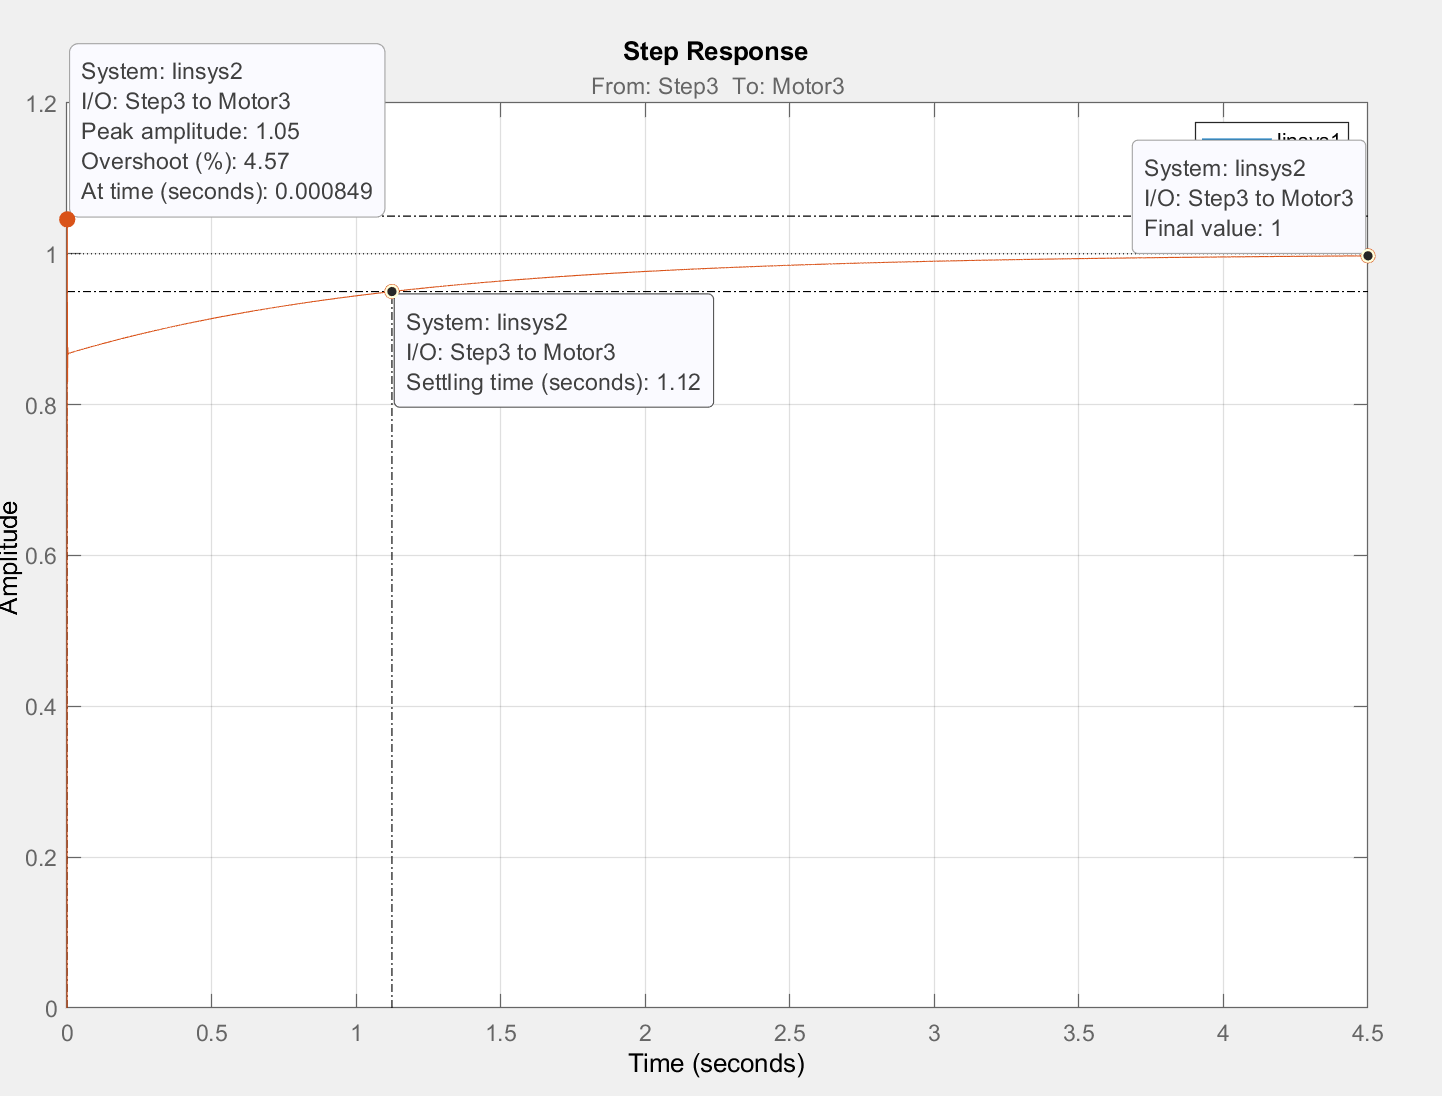 Step Response
From: Step3 To: Motor3
System: linsys2
I/O: Step3 to Motor3
Peak amplitude: 1.05
Overshoot (%): 4.57
At time (seconds): 0.000849
System: linsys2
I/O: Step3 to Motor3
Final value: 1
System: linsys2
I/O: Step3 to Motor3
Settling time (seconds): 1.12
Amplitude
1.2
1
0.8
0.6
0.4
0.2
0
0 0.5 1 1.5 2 2.5 3 3.5 4 4.5
Time (seconds)